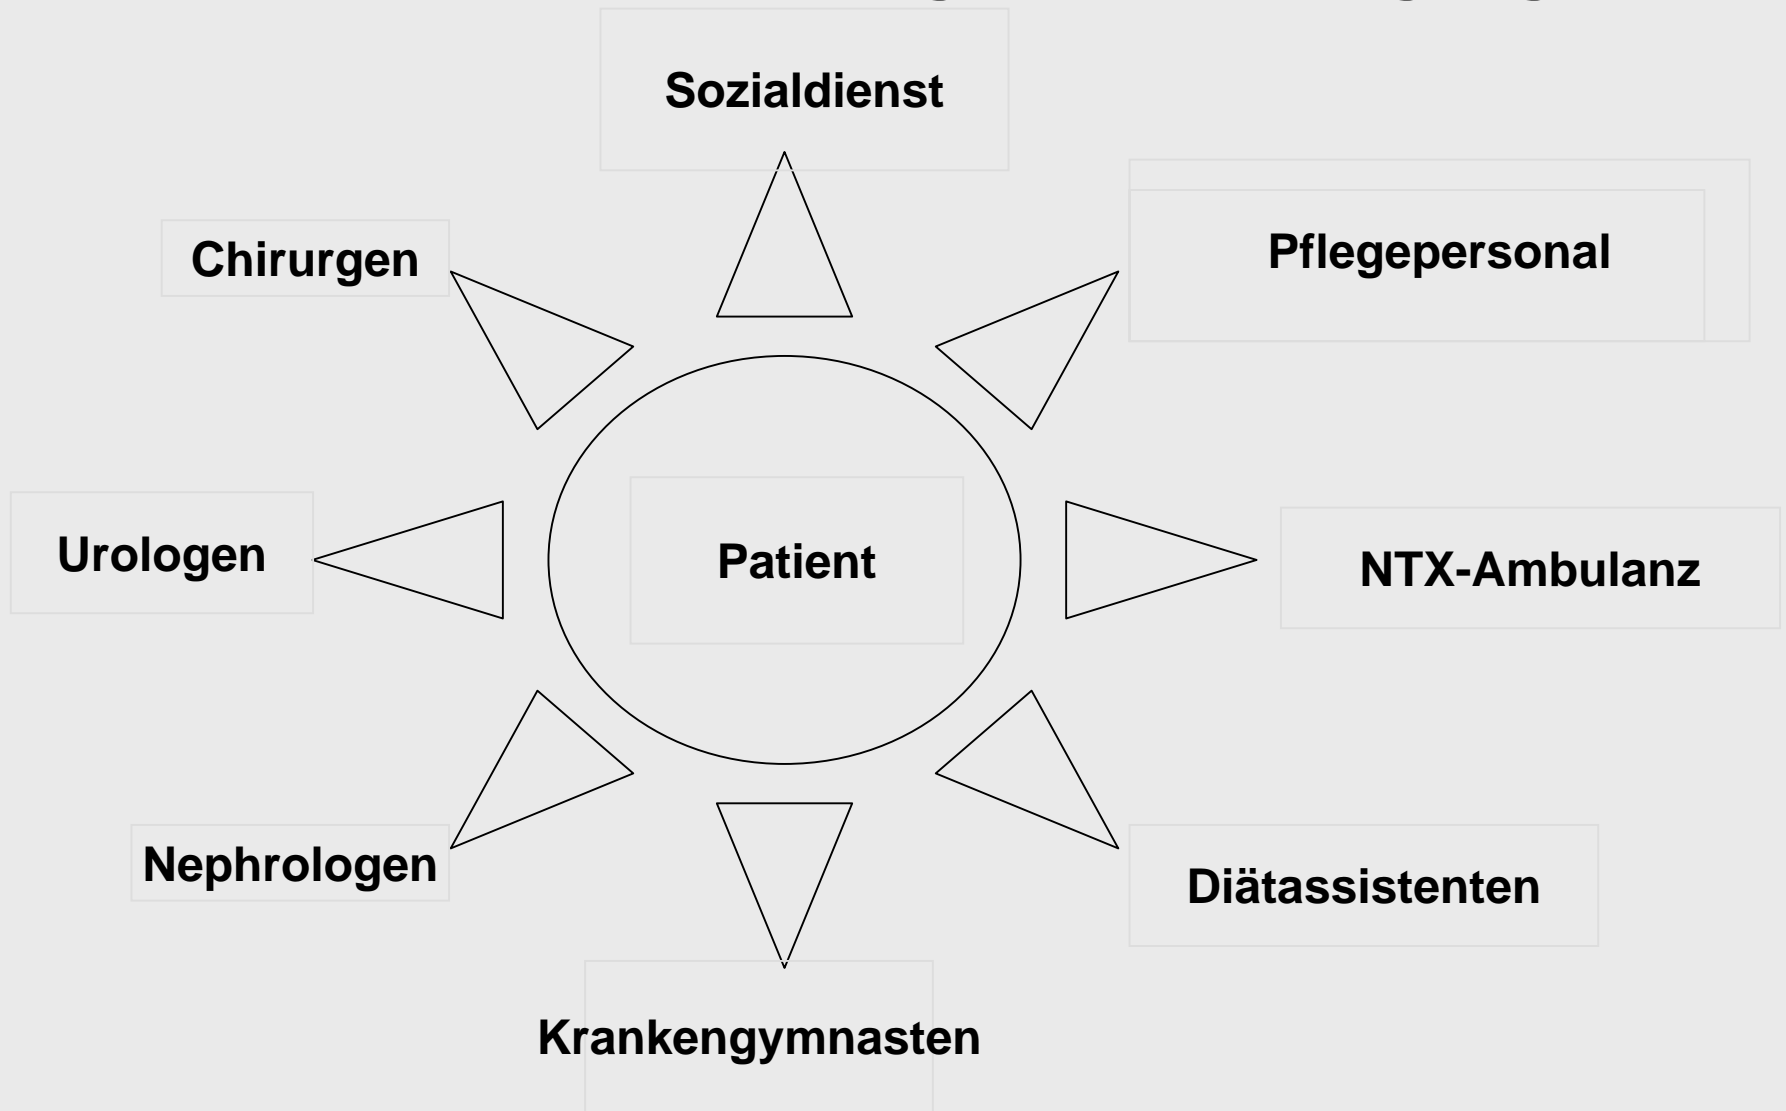 Sozialdienst
Chirurgen
Pflegepersonal
Urologen
Patient
NTX-Ambulanz
Nephrologen
Diätassistenten
Krankengymnasten